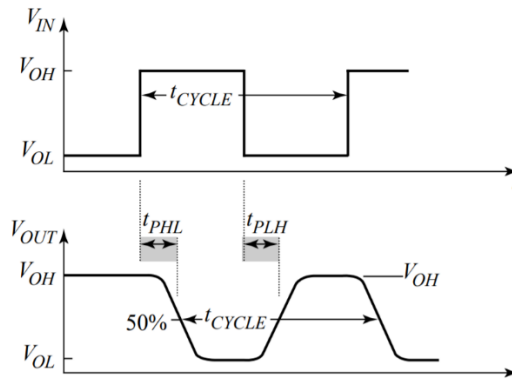 V_IN
V_OH
t_CYCLE
V_OL
t_PHL t_PLH
V_OUT
V_OH V_OH
50% t_CYCLE
V_OL